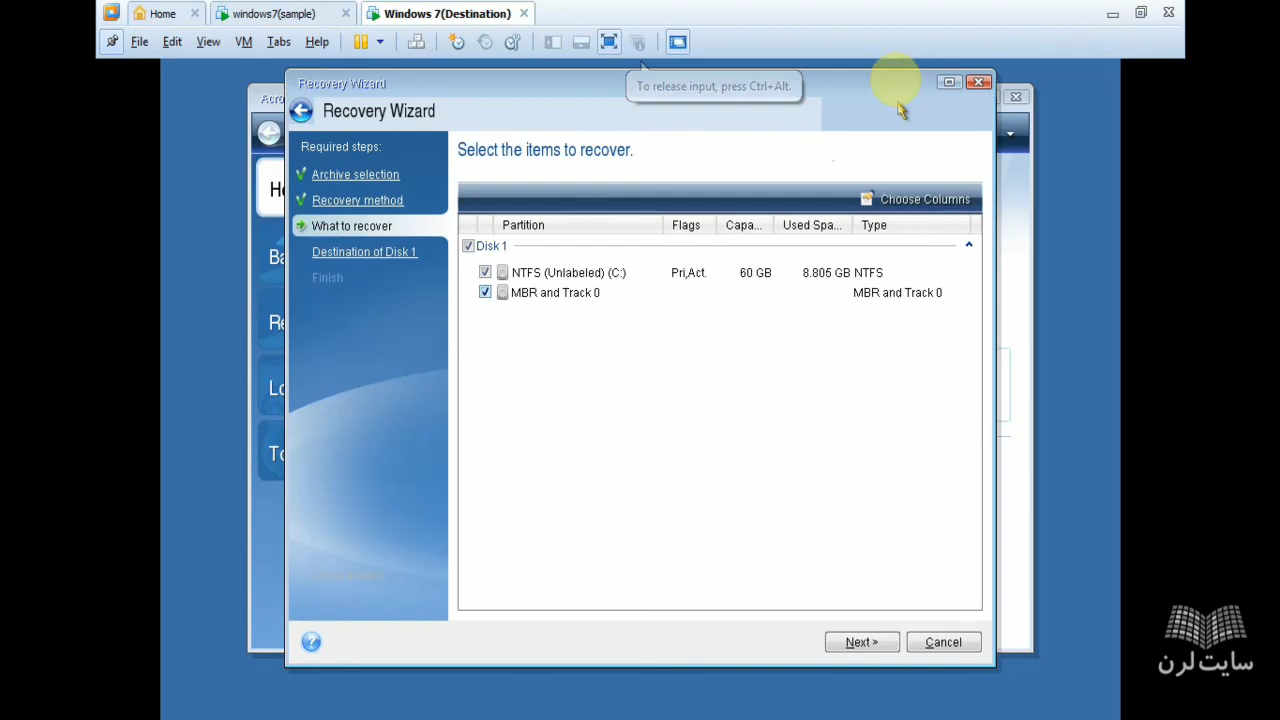 Home
windows7(sample)
Windows 7(Destination)
File Edit View VM Tabs Help
To release input, press Ctrl+Alt.
Recovery Wizard
Recovery Wizard
Required steps:
Archive selection
Recovery method
What to recover
Destination of Disk 1
Finish
Select the items to recover.
Choose Columns
Partition Flags Capa... Used Spa... Type
Disk 1
NTFS (Unlabeled) (C:) Pri,Act. 60 GB 8.805 GB NTFS
MBR and Track 0 MBR and Track 0
Next »
Cancel
سایت لرن